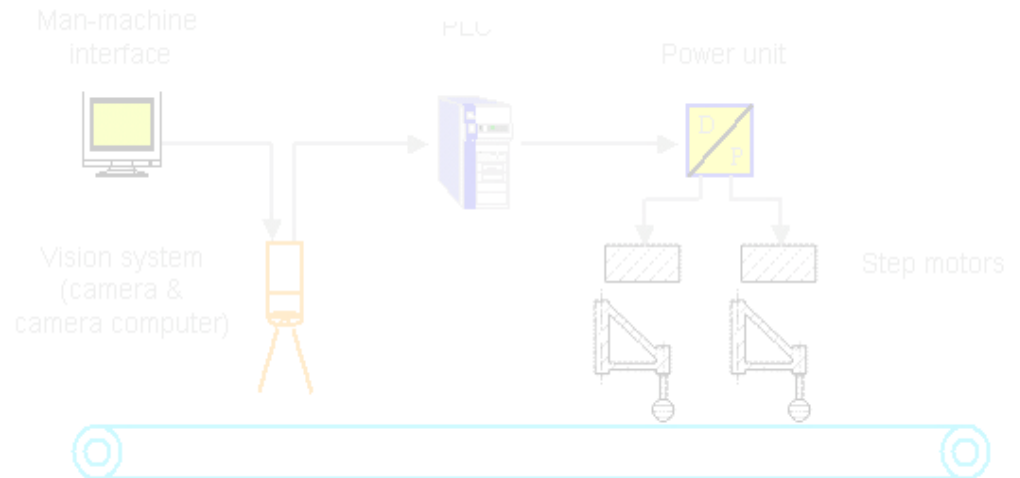 Man-machine
interface
PLC
Power unit
D
P
Vision system
(camera &
camera computer)
Step motors